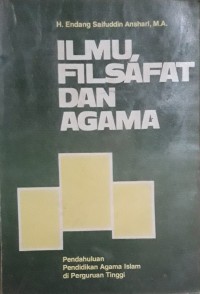 H. Endang Saifuddin Anshari, M.A.
ILMU,
FILSAFAT
DAN
AGAMA
Pendahuluan
Pendidikan Agama Islam
di Perguruan Tinggi